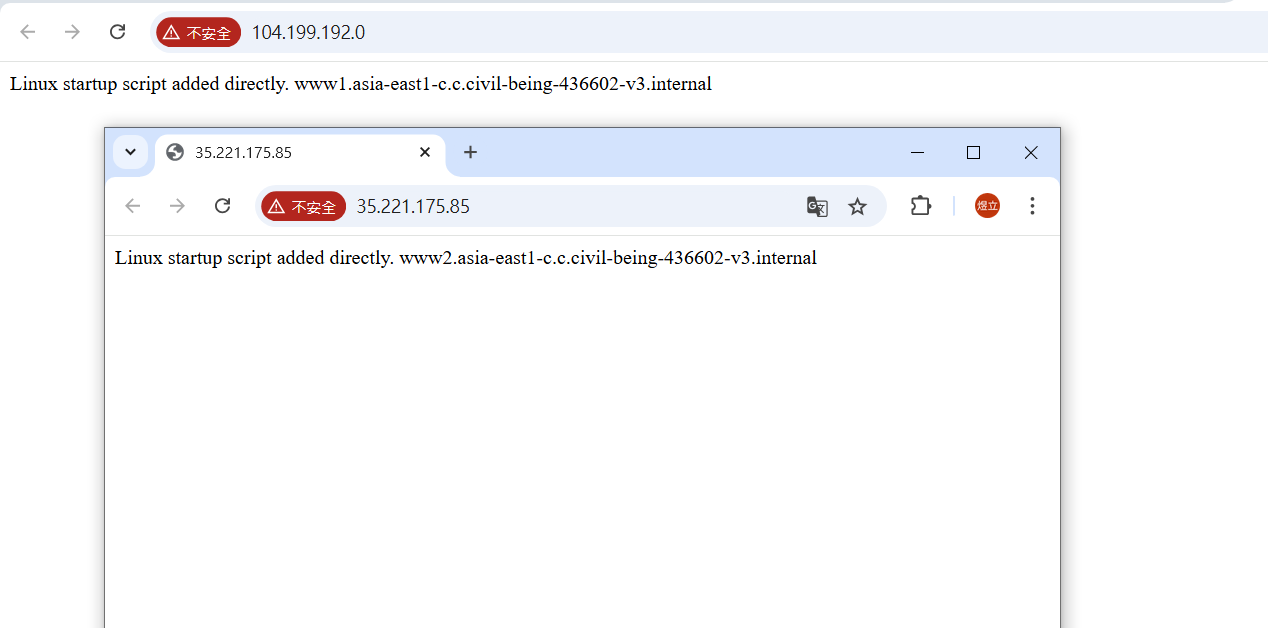 不安全 104.199.192.0
Linux startup script added directly. www1.asia-east1-c.c.civil-being-436602-v3.internal
35.221.175.85
不安全 35.221.175.85 煜立
Linux startup script added directly. www2.asia-east1-c.c.civil-being-436602-v3.internal